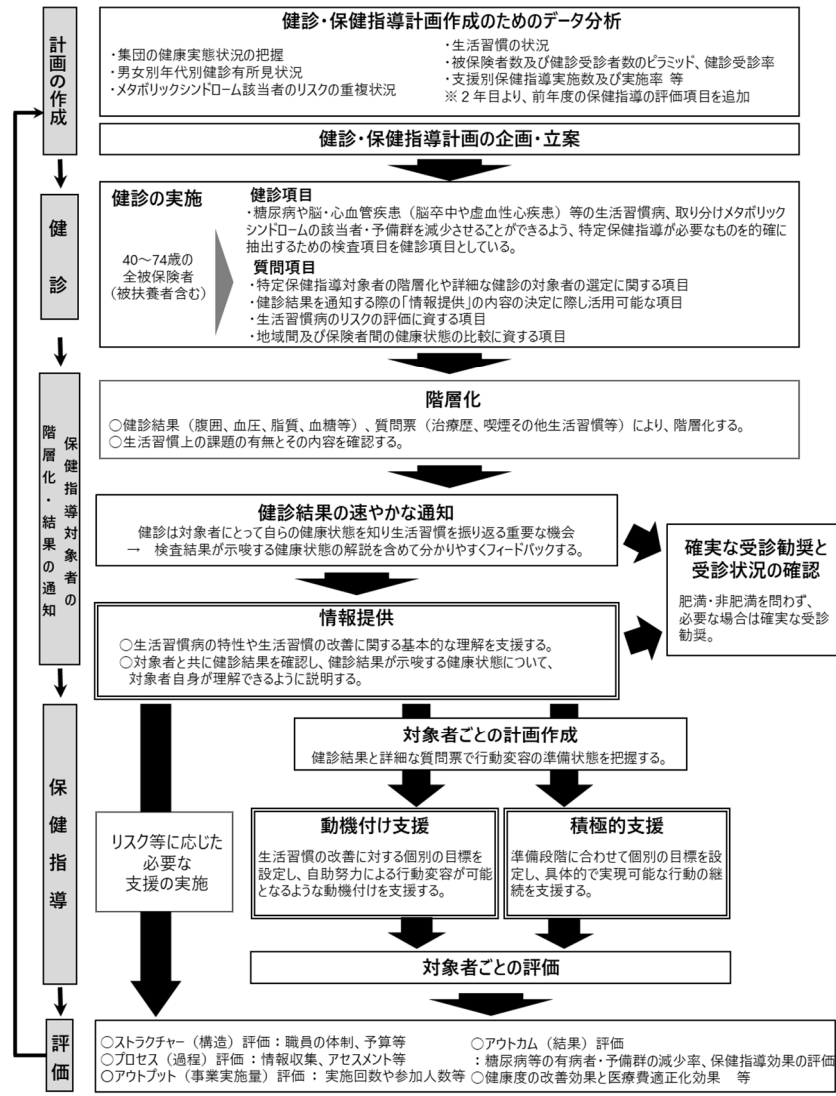 計画の作成
健診・保健指導計画作成のためのデータ分析
・集団の健康実態状況の把握
・男女別年代別健診有所見状況
・メタボリックシンドローム該当者のリスクの重複状況
・生活習慣の状況
・被保険者数及び健診受診者数のピラミッド、健診受診率
・支援別保健指導実施数及び実施率 等
※２年目より、前年度の保健指導の評価項目を追加
健診・保健指導計画の企画・立案
健診
健診の実施
40～74歳の
全被保険者
（被扶養者含む）
健診項目
・糖尿病や脳・心血管疾患（脳卒中や虚血性心疾患）等の生活習慣病、取り分けメタボリック
シンドロームの該当者・予備群を減少させることができるよう、特定保健指導が必要なものを的確に
抽出するための検査項目を健診項目としている。
質問項目
・特定保健指導対象者の階層化や詳細な健診の対象者の選定に関する項目
・健診結果を通知する際の「情報提供」の内容の決定に際し活用可能な項目
・生活習慣病のリスクの評価に資する項目
・地域間及び保険者間の健康状態の比較に資する項目
保健指導対象者の
階層化・結果の通知
階層化
○健診結果（腹囲、血圧、脂質、血糖等）、質問票（治療歴、喫煙その他生活習慣等）により、階層化する。
○生活習慣上の課題の有無とその内容を確認する。
健診結果の速やかな通知
健診は対象者にとって自らの健康状態を知り生活習慣を振り返る重要な機会
→ 検査結果が示唆する健康状態の解説を含めて分かりやすくフィードバックする。
確実な受診勧奨と
受診状況の確認
肥満・非肥満を問わず、
必要な場合は確実な受診
勧奨。
情報提供
○生活習慣病の特性や生活習慣の改善に関する基本的な理解を支援する。
○対象者と共に健診結果を確認し、健診結果が示唆する健康状態について、
対象者自身が理解できるように説明する。
保健指導
対象者ごとの計画作成
健診結果と詳細な質問票で行動変容の準備状態を把握する。
リスク等に応じた
必要な
支援の実施
動機付け支援
生活習慣の改善に対する個別の目標を
設定し、自助努力による行動変容が可能
となるような動機付けを支援する。
積極的支援
準備段階に合わせて個別の目標を設
定し、具体的で実現可能な行動の継
続を支援する。
対象者ごとの評価
評価
○ストラクチャー（構造）評価：職員の体制、予算等
○プロセス（過程）評価：情報収集、アセスメント等
○アウトプット（事業実施量）評価：実施回数や参加人数等
○アウトカム（結果）評価
：糖尿病等の有病者・予備群の減少率、保健指導効果の評価
○健康度の改善効果と医療費適正化効果 等